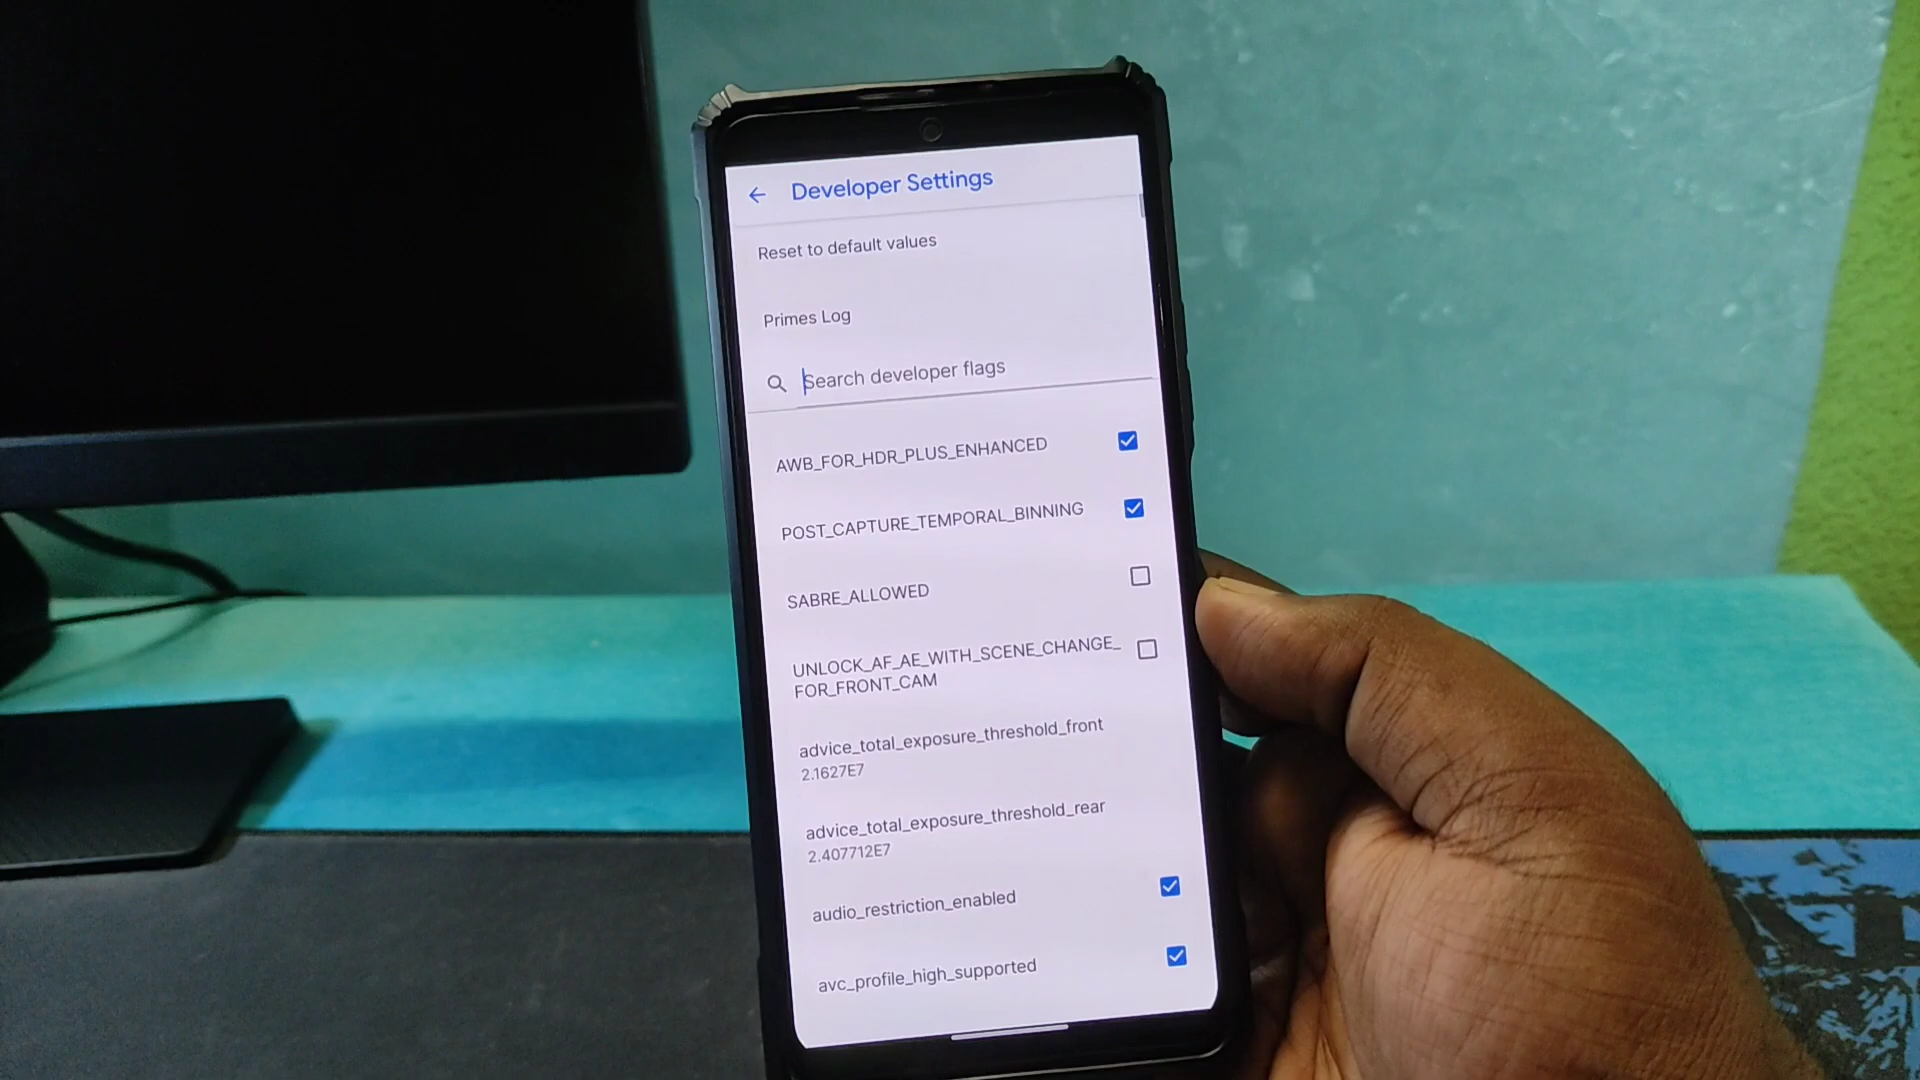 Developer Settings
Reset to default values
Primes Log
Search developer flags
AWB_FOR_HDR_PLUS_ENHANCED
POST_CAPTURE_TEMPORAL_BINNING
SABRE_ALLOWED
UNLOCK_AF_AE_WITH_SCENE_CHANGE_
FOR_FRONT_CAM
advice_total_exposure_threshold_front
2.1627E7
advice_total_exposure_threshold_rear
2.407712E7
audio_restriction_enabled
avc_profile_high_supported